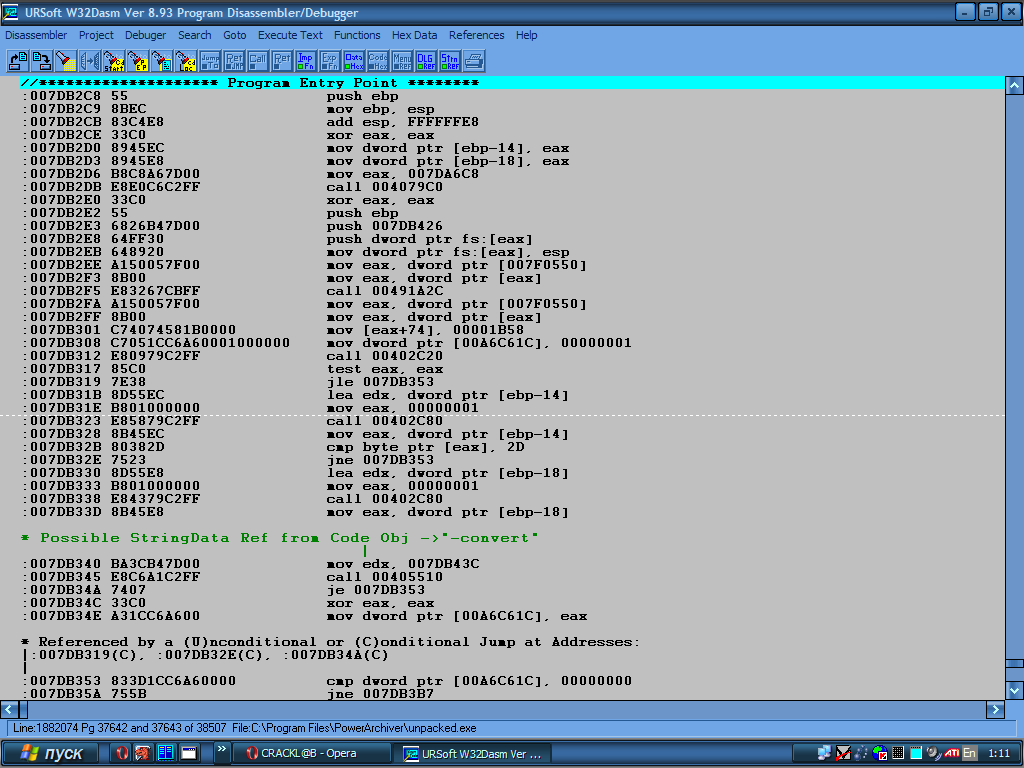 URSoft W32Dasm Ver 8.93 Program Disassembler/Debugger
Disassembler Project Debuger Search Goto Execute Text Functions Hex Data References Help
//********************** Program Entry Point ********
:007DB2C8 55 push ebp
:007DB2C9 8BEC mov ebp, esp
:007DB2CB 83C4E8 add esp, FFFFFFE8
:007DB2CE 33C0 xor eax, eax
:007DB2D0 8945EC mov dword ptr [ebp-14], eax
:007DB2D3 8945E8 mov dword ptr [ebp-18], eax
:007DB2D6 B8C8A67D00 mov eax, 007DA6C8
:007DB2DB E8E0C6C2FF call 004079C0
:007DB2E0 33C0 xor eax, eax
:007DB2E2 55 push ebp
:007DB2E3 6826B47D00 push 007DB426
:007DB2E8 64FF30 push dword ptr fs:[eax]
:007DB2EB 648920 mov dword ptr fs:[eax], esp
:007DB2EE A150057F00 mov eax, dword ptr [007F0550]
:007DB2F3 8B00 mov eax, dword ptr [eax]
:007DB2F5 E83267CBFF call 00491A2C
:007DB2FA A150057F00 mov eax, dword ptr [007F0550]
:007DB2FF 8B00 mov eax, dword ptr [eax]
:007DB301 C74074581B0000 mov [eax+74], 00001B58
:007DB308 C7051CC6A60001000000 mov dword ptr [00A6C61C], 00000001
:007DB312 E80979C2FF call 00402C20
:007DB317 85C0 test eax, eax
:007DB319 7E38 jle 007DB353
:007DB31B 8D55EC lea edx, dword ptr [ebp-14]
:007DB31E B801000000 mov eax, 00000001
:007DB323 E85879C2FF call 00402C80
:007DB328 8B45EC mov eax, dword ptr [ebp-14]
:007DB32B 80382D cmp byte ptr [eax], 2D
:007DB32E 7523 jne 007DB353
:007DB330 8D55E8 lea edx, dword ptr [ebp-18]
:007DB333 B801000000 mov eax, 00000001
:007DB338 E84379C2FF call 00402C80
:007DB33D 8B45E8 mov eax, dword ptr [ebp-18]
* Possible StringData Ref from Code Obj ->"-convert"
|
:007DB340 BA3CB47D00 mov edx, 007DB43C
:007DB345 E8C6A1C2FF call 00405510
:007DB34A 7407 je 007DB353
:007DB34C 33C0 xor eax, eax
:007DB34E A31CC6A600 mov dword ptr [00A6C61C], eax
* Referenced by a (U)nconditional or (C)onditional Jump at Addresses:
|:007DB319(C), :007DB32E(C), :007DB34A(C)
|
:007DB353 833D1CC6A60000 cmp dword ptr [00A6C61C], 00000000
:007DB35A 755B jne 007DB3B7
Line:1882074 Pg 37642 and 37643 of 38507 File:C:\Program Files\PowerArchiver\unpacked.exe
пуск » CRACKL@B - Opera URSoft W32Dasm Ver ... ATI En 1:11